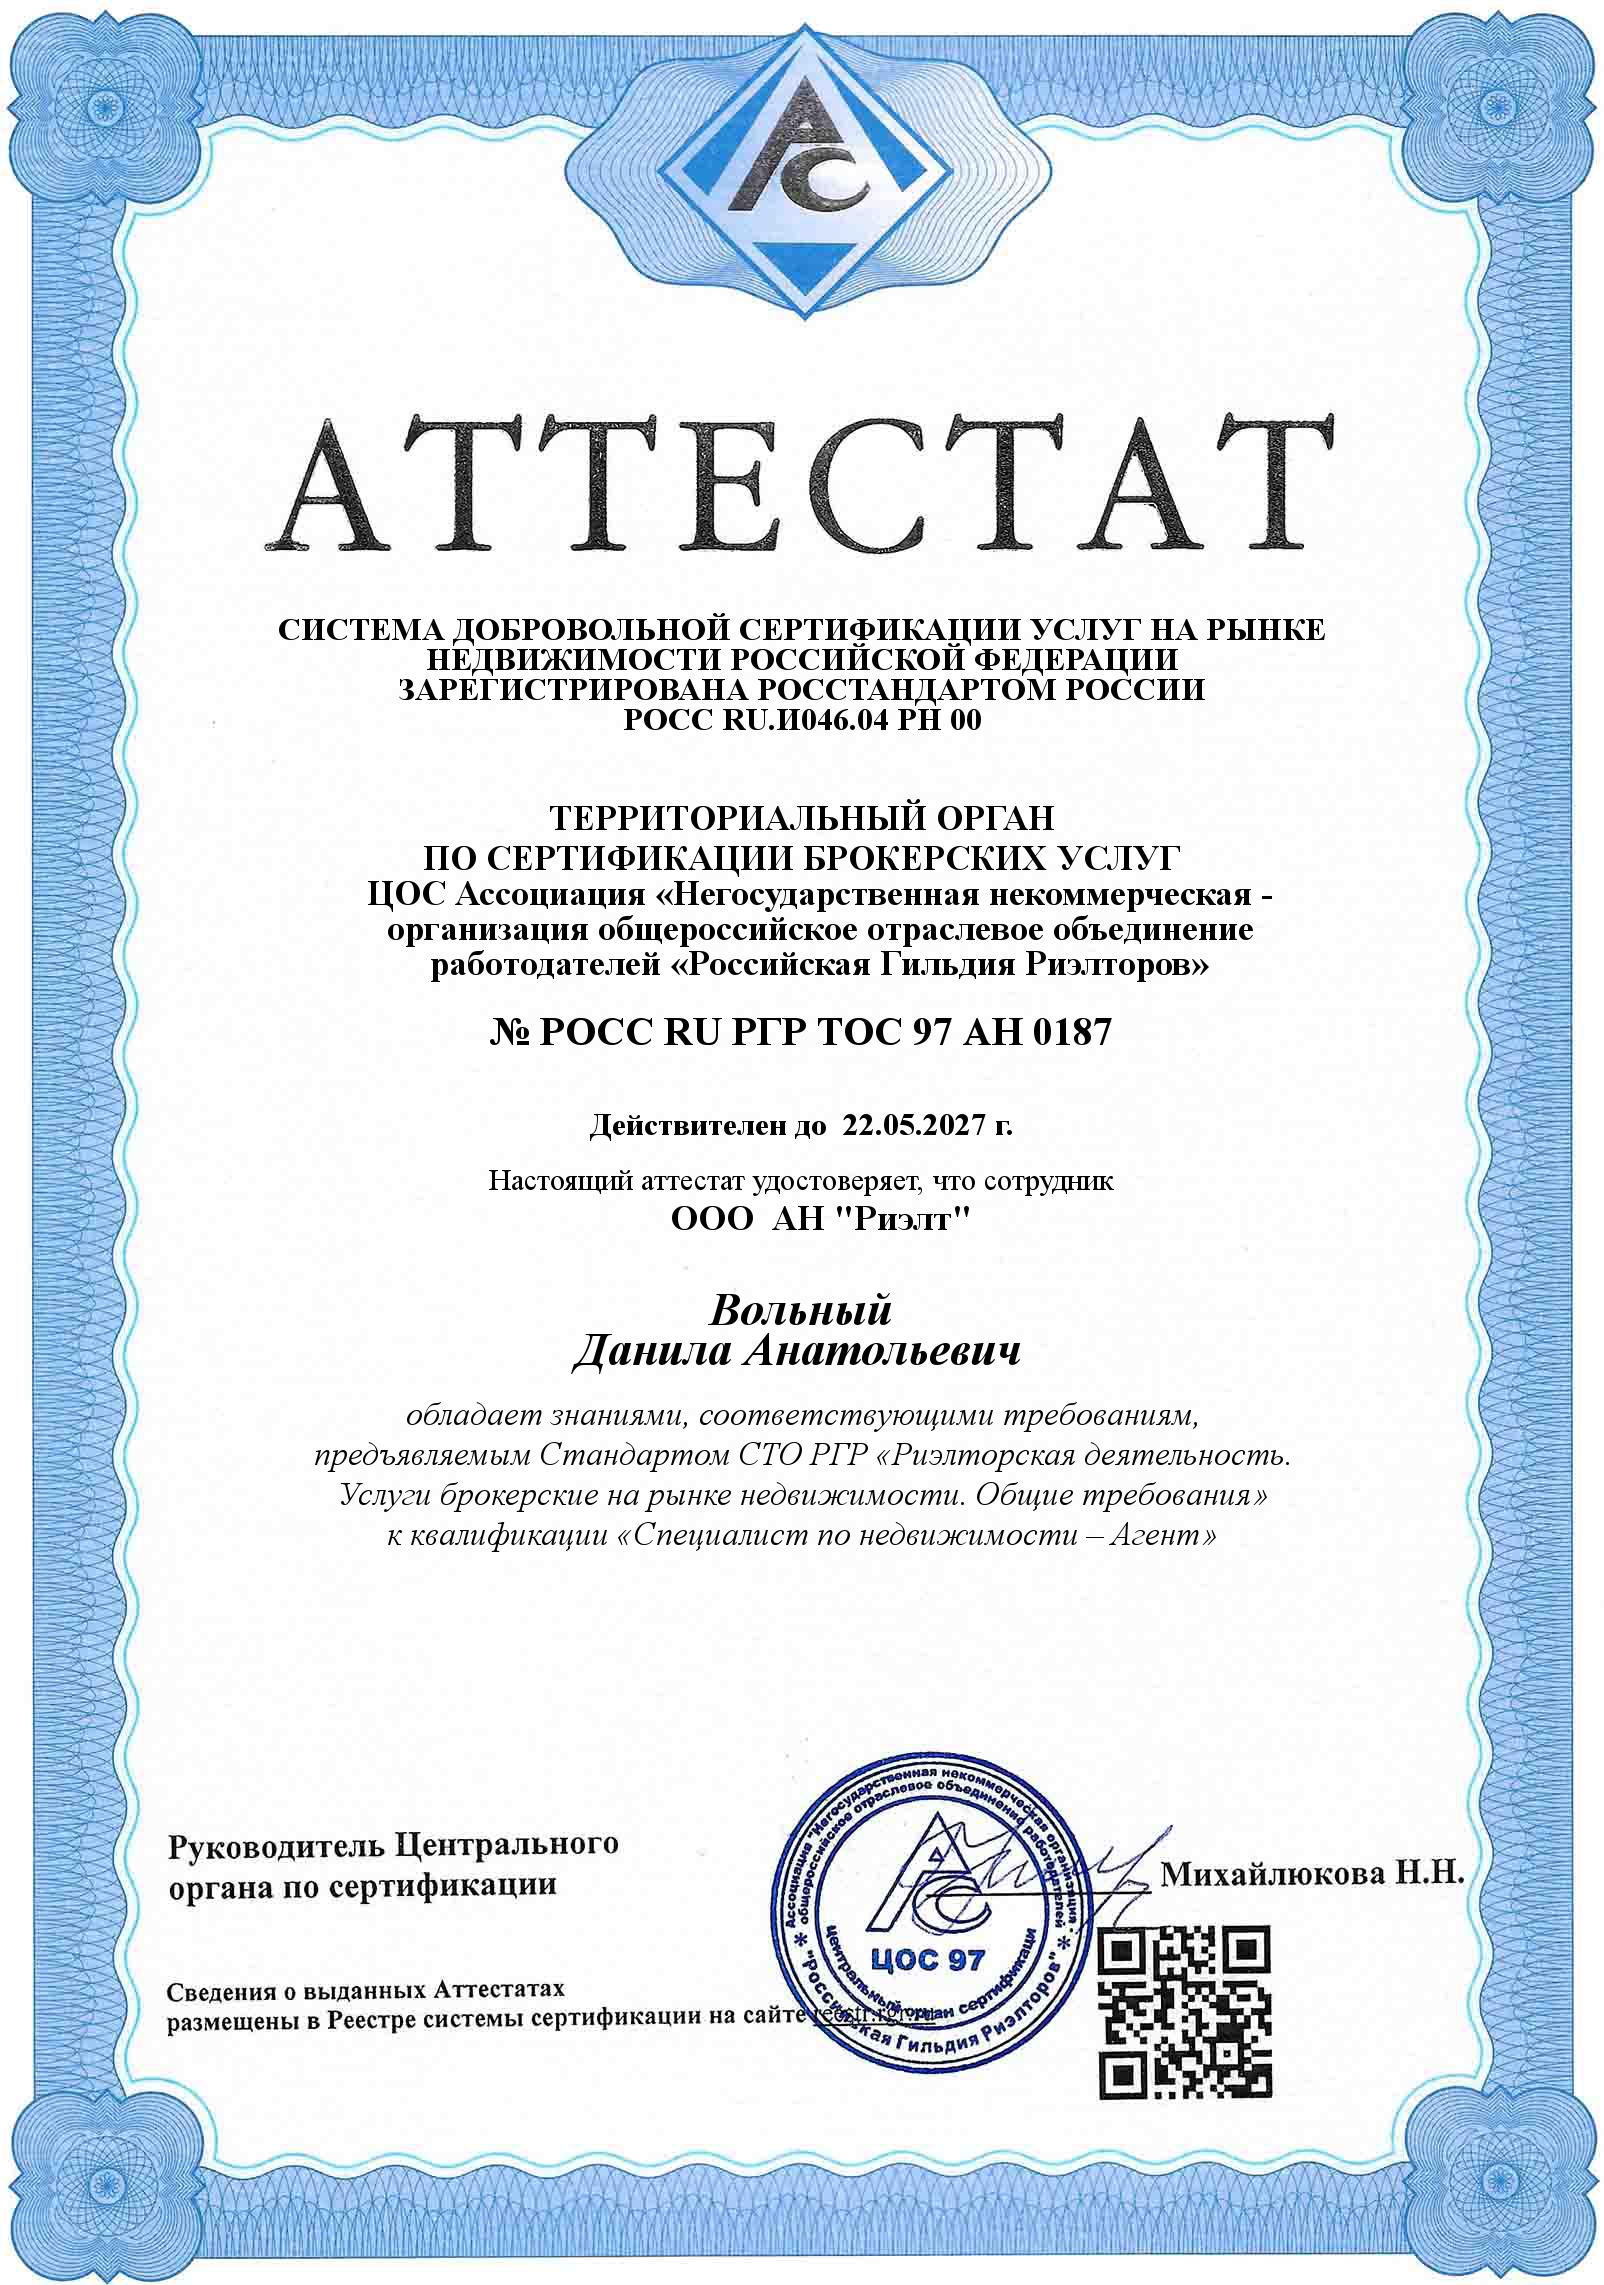 АС
АТТЕСТАТ
СИСТЕМА ДОБРОВОЛЬНОЙ СЕРТИФИКАЦИИ УСЛУГ НА РЫНКЕ
НЕДВИЖИМОСТИ РОССИЙСКОЙ ФЕДЕРАЦИИ
ЗАРЕГИСТРИРОВАНА РОССТАНДАРТОМ РОССИИ
РОСС RU.И046.04 РН 00
ТЕРРИТОРИАЛЬНЫЙ ОРГАН
ПО СЕРТИФИКАЦИИ БРОКЕРСКИХ УСЛУГ
ЦОС Ассоциация «Негосударственная некоммерческая -
организация общероссийское отраслевое объединение
работодателей «Российская Гильдия Риэлторов»
№ РОСС RU РГР ТОС 97 АН 0187
Действителен до 22.05.2027 г.
Настоящий аттестат удостоверяет, что сотрудник
ООО АН "Риэлт"
Вольный
Данила Анатольевич
обладает знаниями, соответствующими требованиям,
предъявляемым Стандартом СТО РГР «Риэлторская деятельность.
Услуги брокерские на рынке недвижимости. Общие требования»
к квалификации «Специалист по недвижимости – Агент»
Руководитель Центрального
органа по сертификации
Михайлюкова Н.Н.
Ассоциация "Негосударственная некоммерческая организация -
общероссийское отраслевое объединение работодателей
"Российская Гильдия Риэлторов"
АС
ЦОС 97
центральный орган сертификации
Сведения о выданных Аттестатах
размещены в Реестре системы сертификации на сайте reestr.rgr.ru